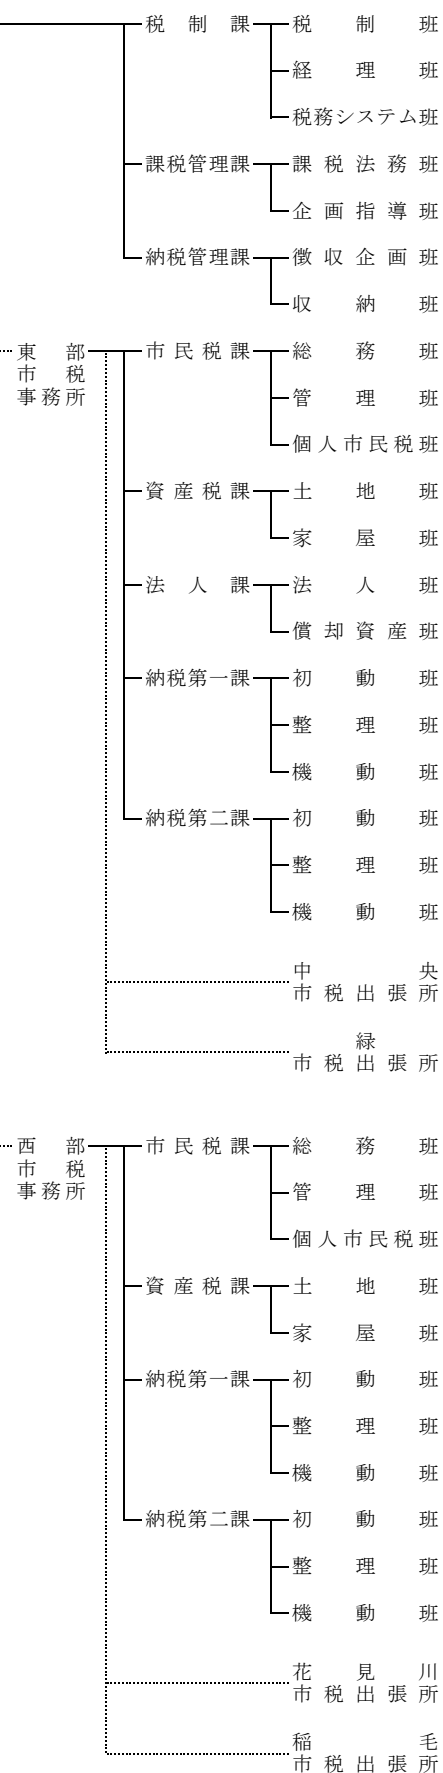 税制課 税制班
経理班
税務システム班
課税管理課 課税法務班
企画指導班
納税管理課 徴収企画班
収納班
東部 市民税課 総務班
市税
事務所 管理班
個人市民税班
資産税課 土地班
家屋班
法人課 法人班
償却資産班
納税第一課 初動班
整理班
機動班
納税第二課 初動班
整理班
機動班
中央
市税出張所
緑
市税出張所
西部 市民税課 総務班
市税
事務所 管理班
個人市民税班
資産税課 土地班
家屋班
納税第一課 初動班
整理班
機動班
納税第二課 初動班
整理班
機動班
花見川
市税出張所
稲毛
市税出張所